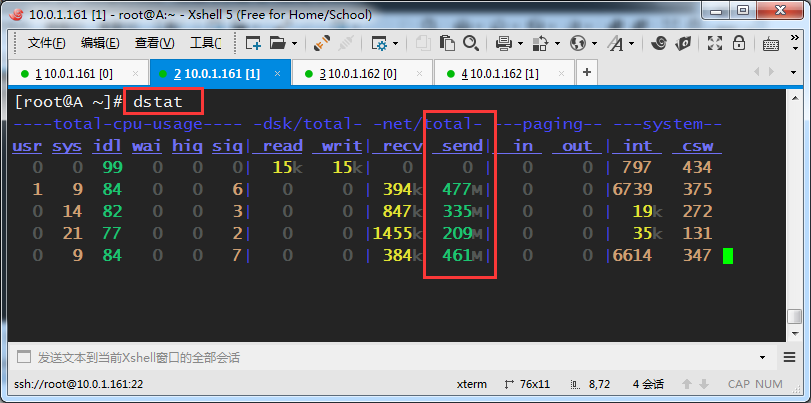 10.0.1.161 [1] - root@A:~ - Xshell 5 (Free for Home/School)
文件(F) 编辑(E) 查看(V) 工具(
1 10.0.1.161 [0] 2 10.0.1.161 [1] 3 10.0.1.162 [0] 4 10.0.1.162 [1]
[root@A ~]# dstat
----total-cpu-usage---- -dsk/total- -net/total- ---paging-- ---system--
usr sys idl wai hiq siq| read writ| recv send| in out | int csw
0 0 99 0 0 0| 15k 15k| 0 0 | 0 0 | 797 434
1 9 84 0 0 6| 0 0 | 394k 477M| 0 0 |6739 375
0 14 82 0 0 3| 0 0 | 847k 335M| 0 0 | 19k 272
0 21 77 0 0 2| 0 0 |1455k 209M| 0 0 | 35k 131
0 9 84 0 0 7| 0 0 | 384k 461M| 0 0 |6614 347
发送文本到当前Xshell窗口的全部会话
ssh://root@10.0.1.161:22 xterm 76x11 8,72 4 会话 CAP NUM